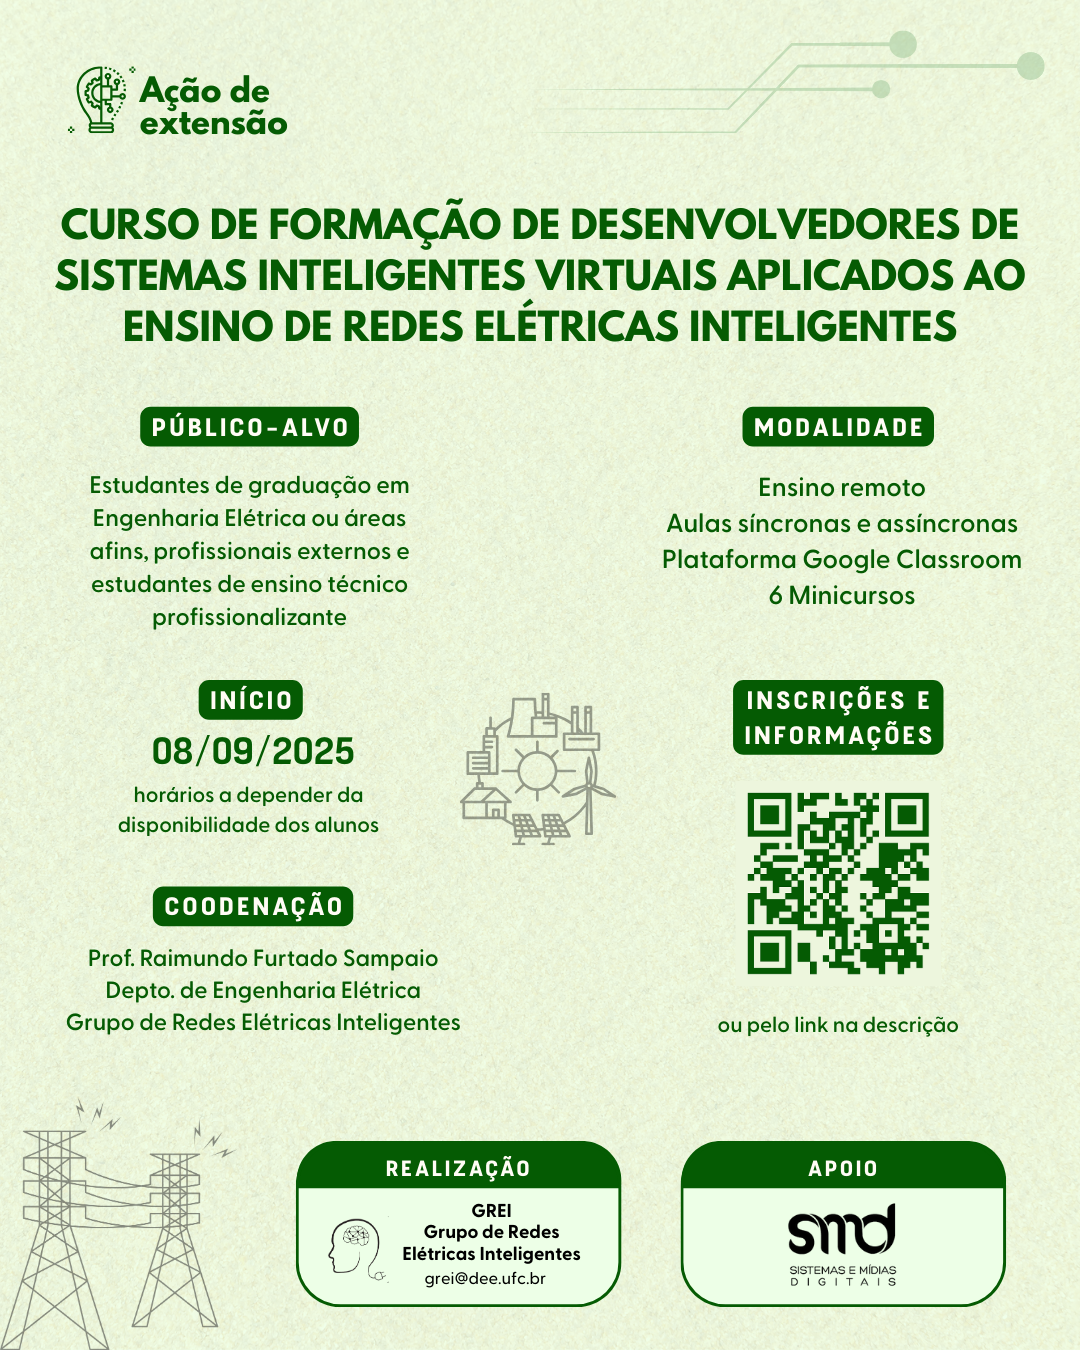 Ação de
extensão
CURSO DE FORMAÇÃO DE DESENVOLVEDORES DE
SISTEMAS INTELIGENTES VIRTUAIS APLICADOS AO
ENSINO DE REDES ELÉTRICAS INTELIGENTES
PÚBLICO-ALVO
Estudantes de graduação em
Engenharia Elétrica ou áreas
afins, profissionais externos e
estudantes de ensino técnico
profissionalizante
MODALIDADE
Ensino remoto
Aulas síncronas e assíncronas
Plataforma Google Classroom
6 Minicursos
INÍCIO
08/09/2025
horários a depender da
disponibilidade dos alunos
INSCRIÇÕES E
INFORMAÇÕES
ou pelo link na descrição
COODENAÇÃO
Prof. Raimundo Furtado Sampaio
Depto. de Engenharia Elétrica
Grupo de Redes Elétricas Inteligentes
REALIZAÇÃO
GREI
Grupo de Redes
Elétricas Inteligentes
grei@dee.ufc.br
APOIO
smd
SISTEMAS E MÍDIAS
DIGITAIS